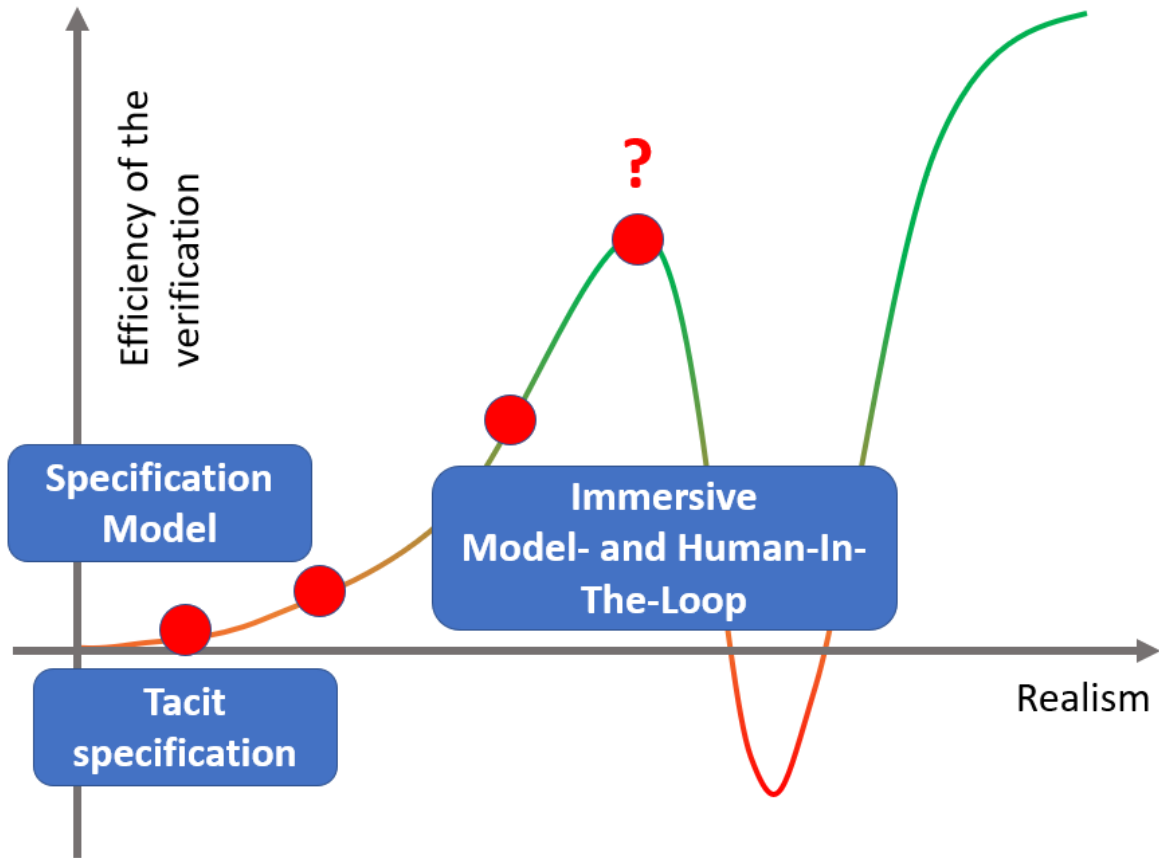 Efficiency of the
verification
?
Specification
Model
Immersive
Model- and Human-In-
The-Loop
Tacit
specification
Realism